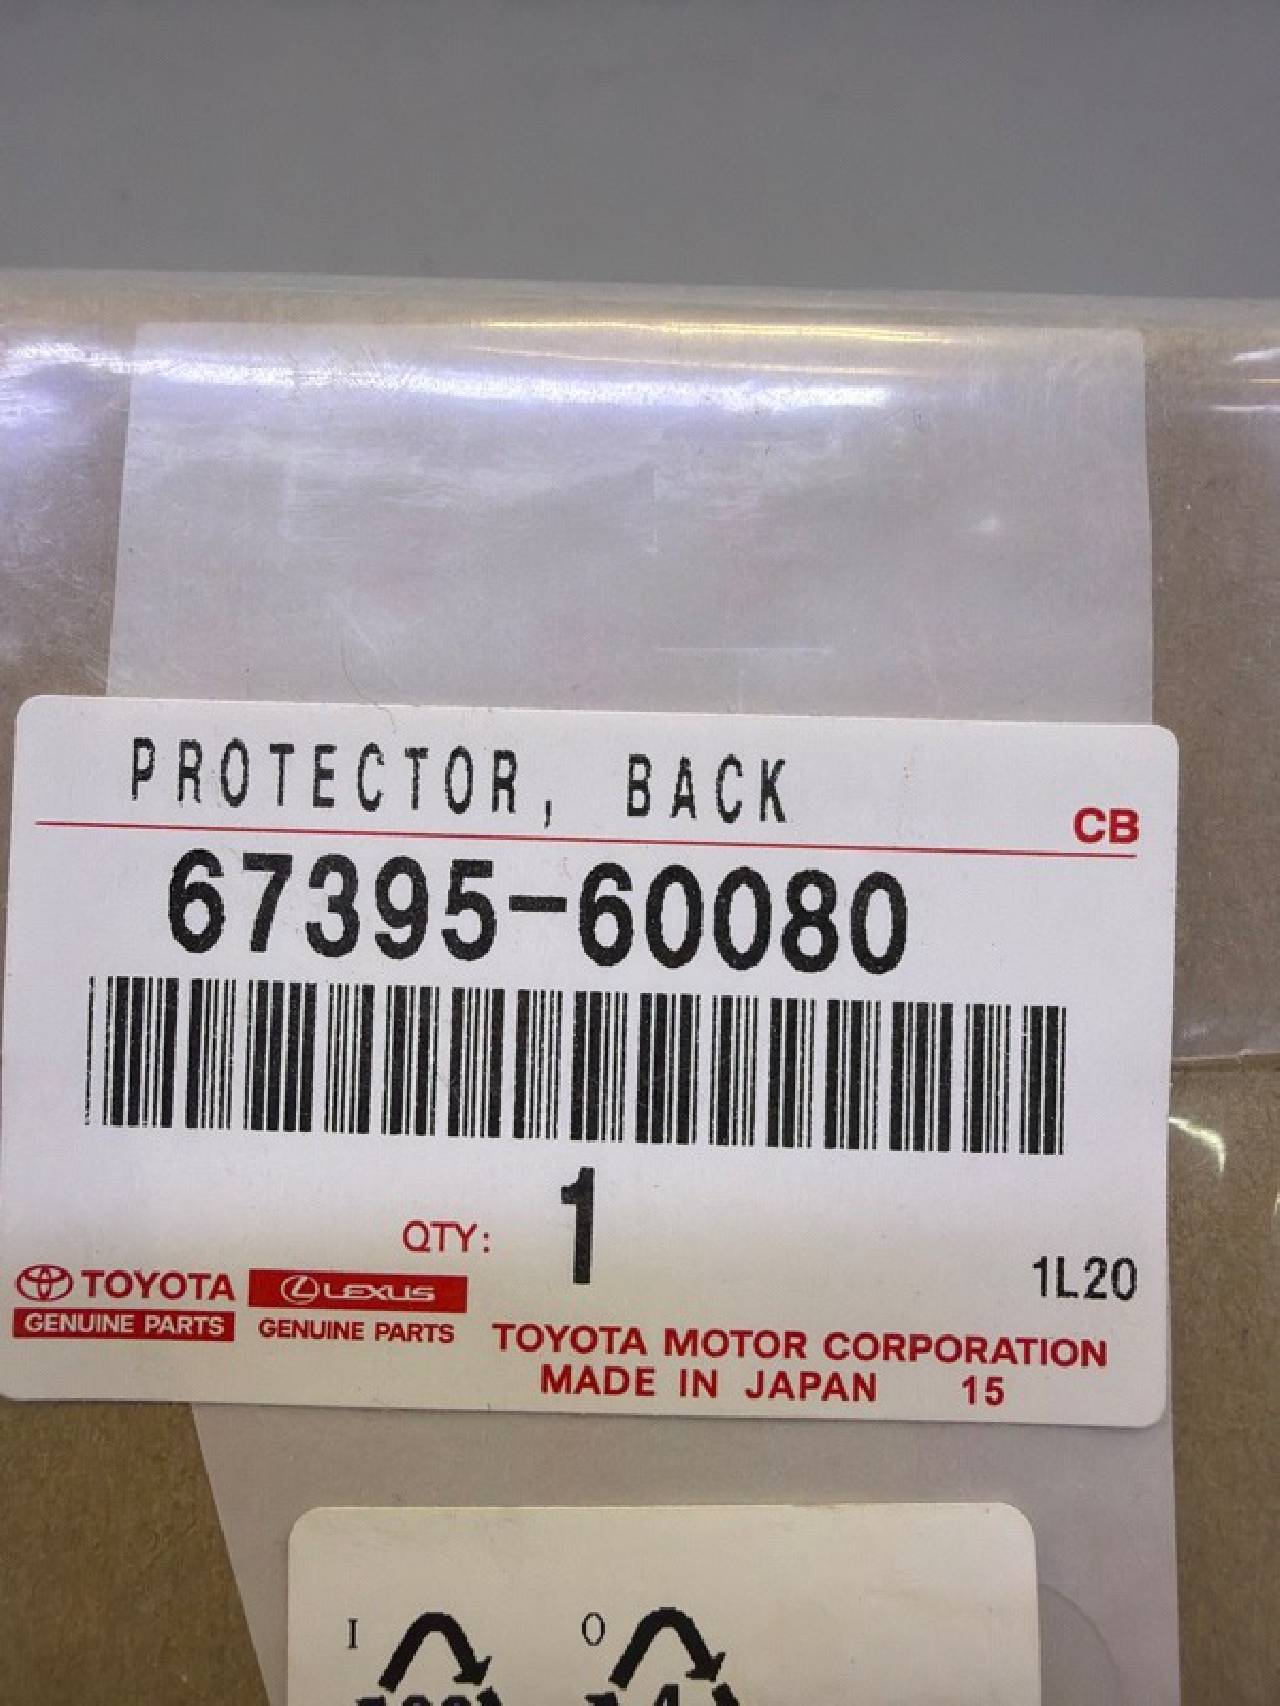 PROTECTOR, BACK
CB
67395-60080
QTY: 1
1L20
TOYOTA
GENUINE PARTS
LEXUS
GENUINE PARTS
TOYOTA MOTOR CORPORATION
MADE IN JAPAN 15
I
O